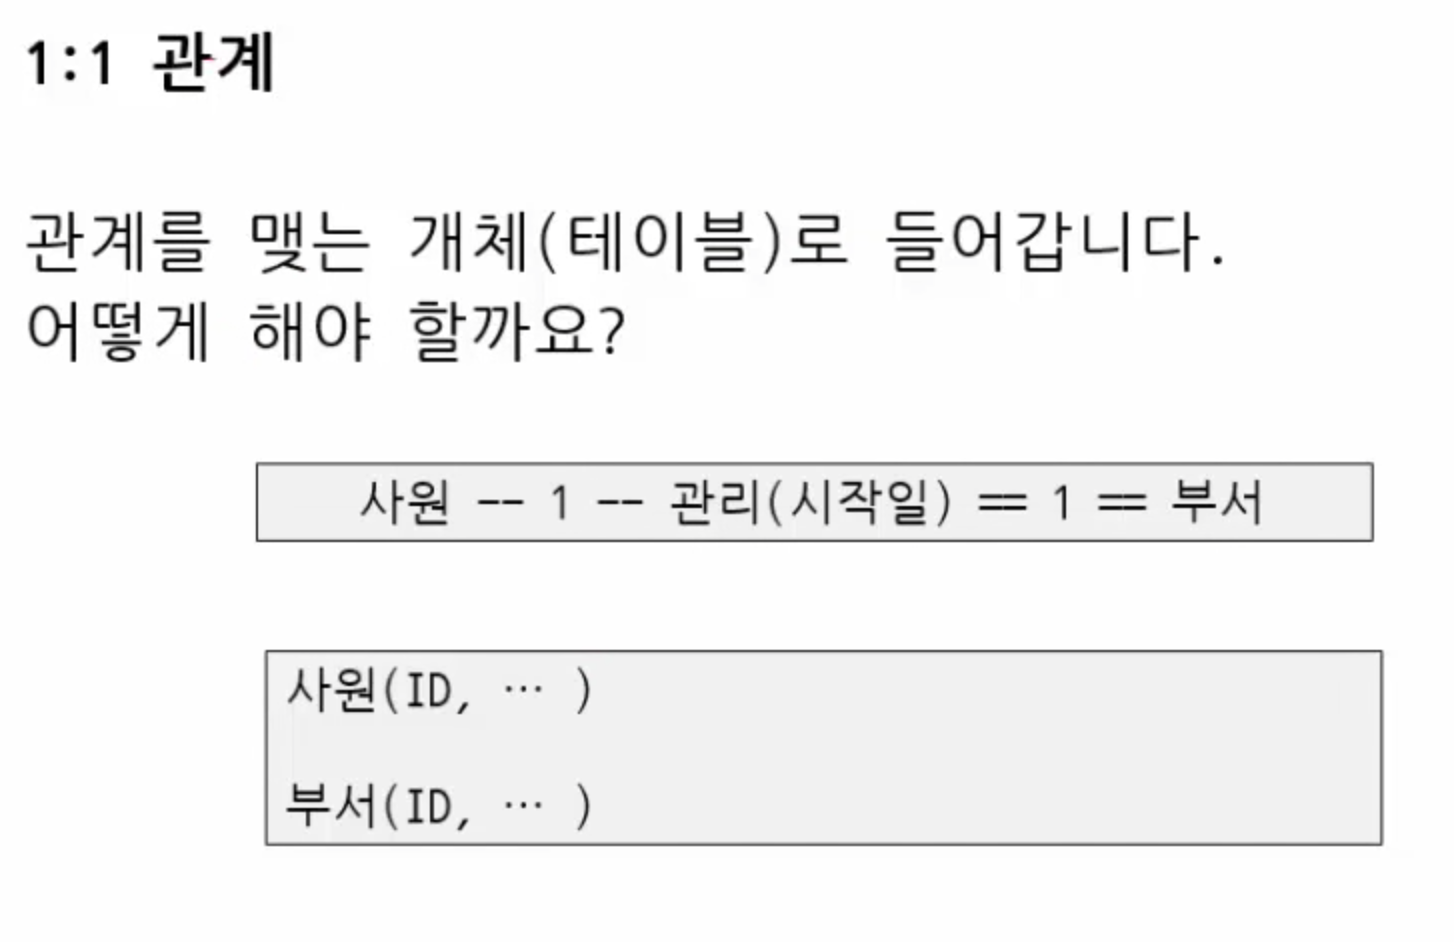 1:1 관계
관계를 맺는 개체(테이블)로 들어갑니다.
어떻게 해야 할까요?
사원 -- 1 -- 관리(시작일) == 1 == 부서
사원(ID, … )
부서(ID, … )